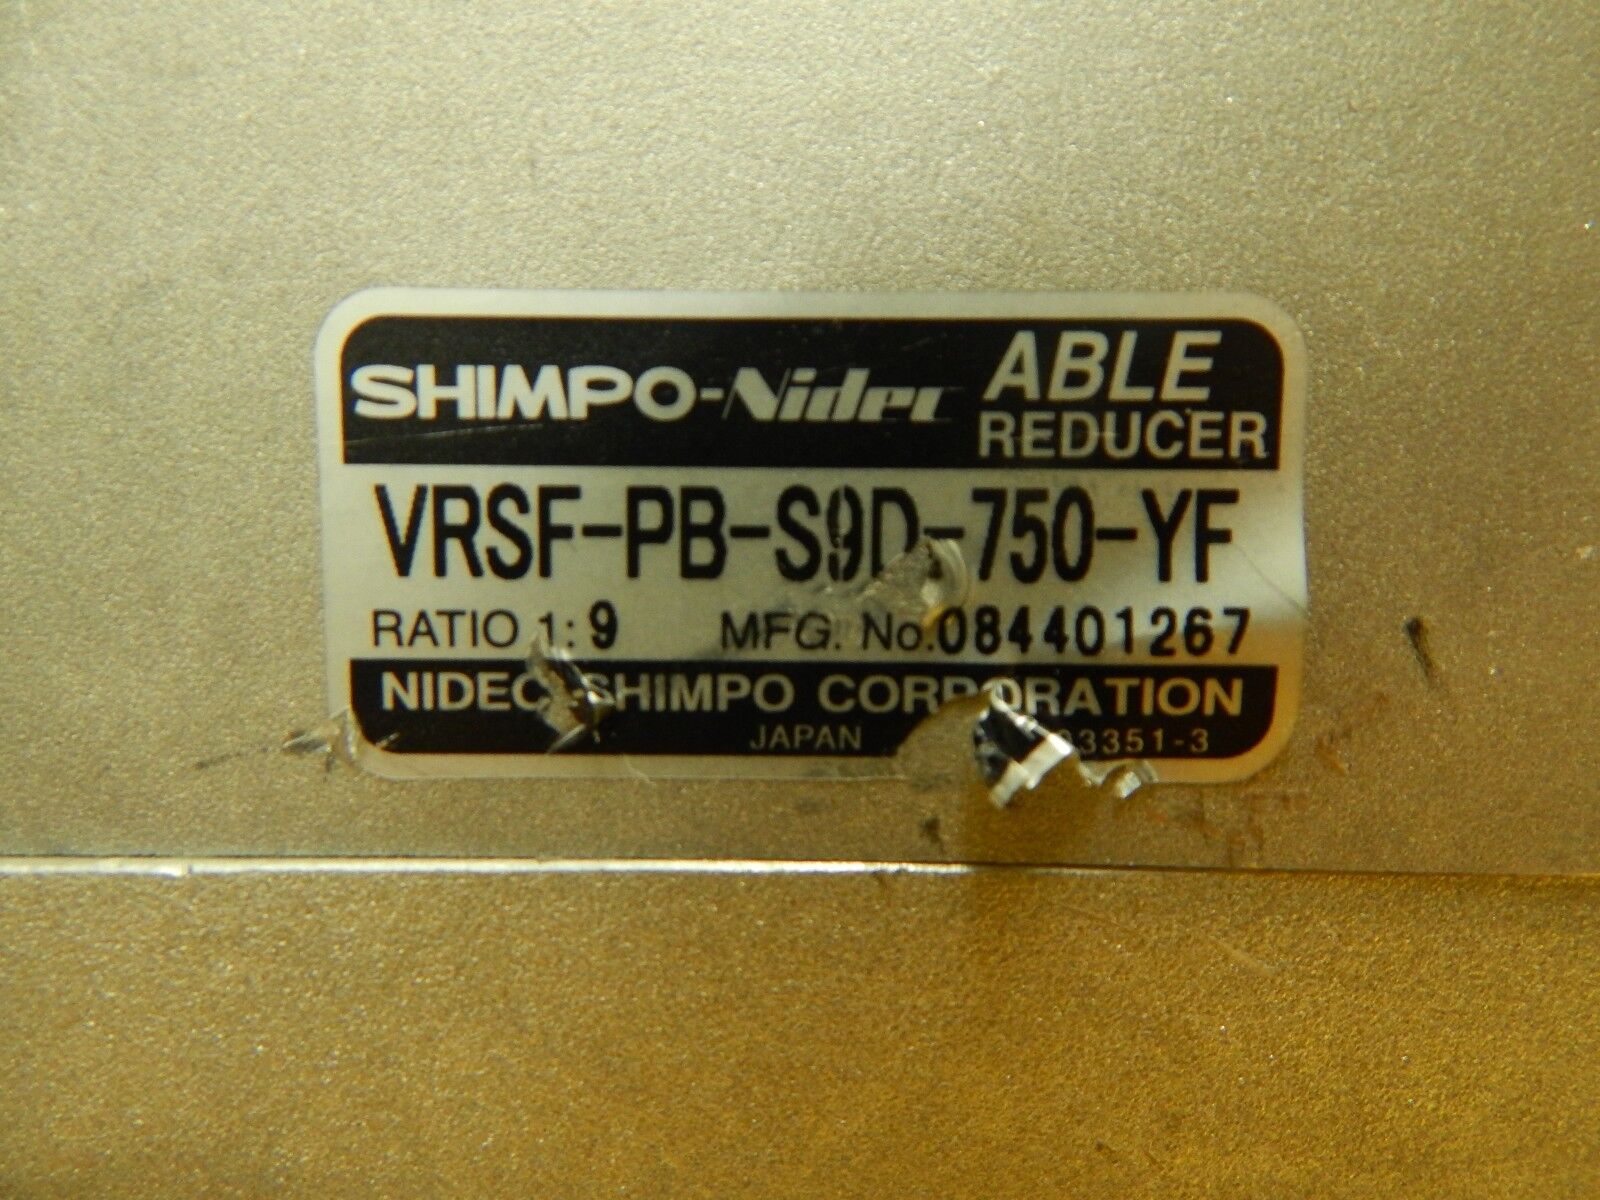 SHIMPO-Nidec ABLE
REDUCER
VRSF-PB-S9D-750-YF
RATIO 1:9 MFG. No.084401267
NIDEC-SHIMPO CORPORATION
JAPAN